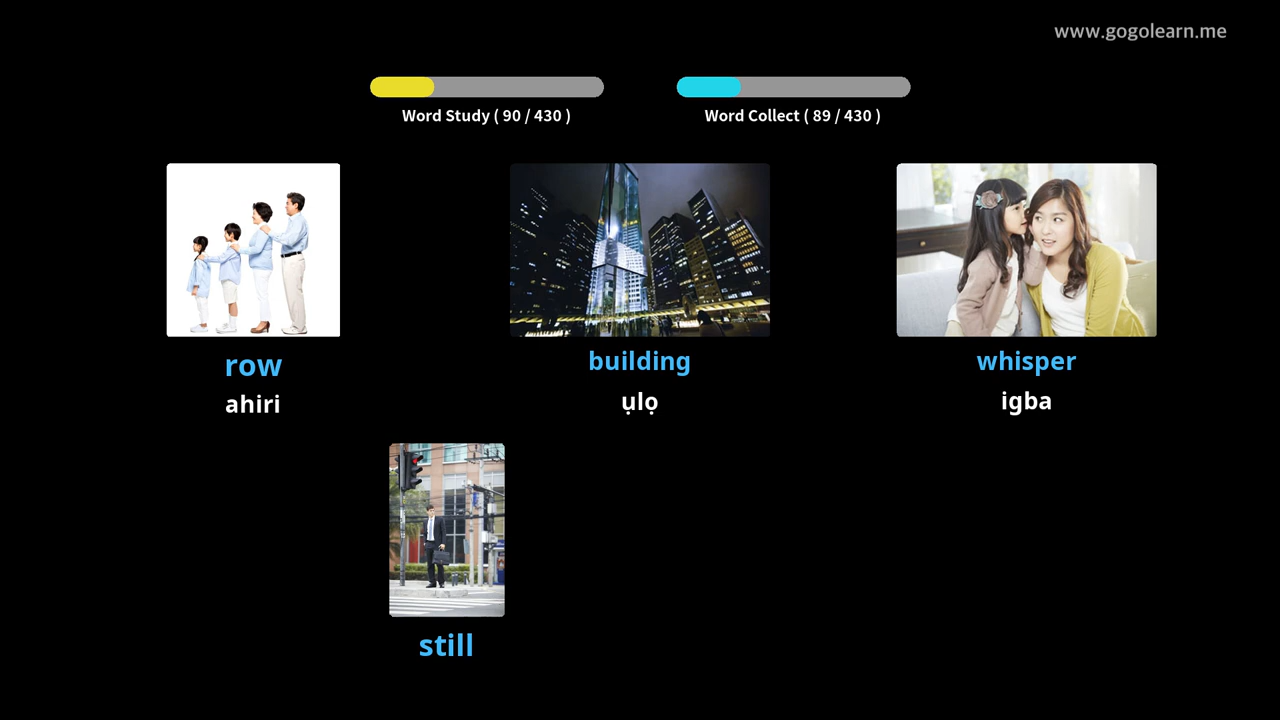 www.gogolearn.me
Word Study ( 90 / 430 )
Word Collect ( 89 / 430 )
row
ahiri
building
ụlọ
whisper
igba
still